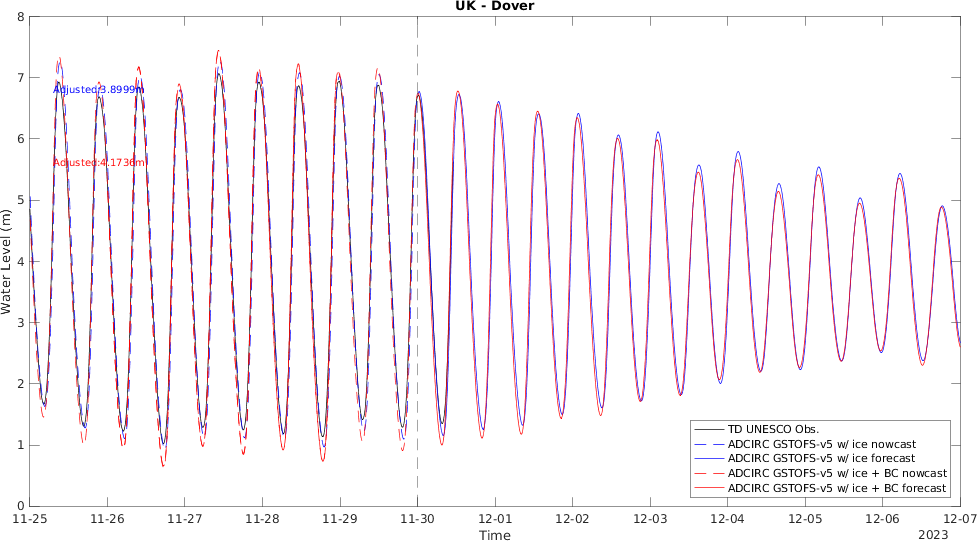 UK - Dover
8
7
6
5
4
3
2
1
0
Water Level (m)
Adjusted:3.8999m
Adjusted:4.1736m
TD UNESCO Obs.
ADCIRC GSTOFS-v5 w/ ice nowcast
ADCIRC GSTOFS-v5 w/ ice forecast
ADCIRC GSTOFS-v5 w/ ice + BC nowcast
ADCIRC GSTOFS-v5 w/ ice + BC forecast
11-25 11-26 11-27 11-28 11-29 11-30 12-01 12-02 12-03 12-04 12-05 12-06 12-07
Time
2023